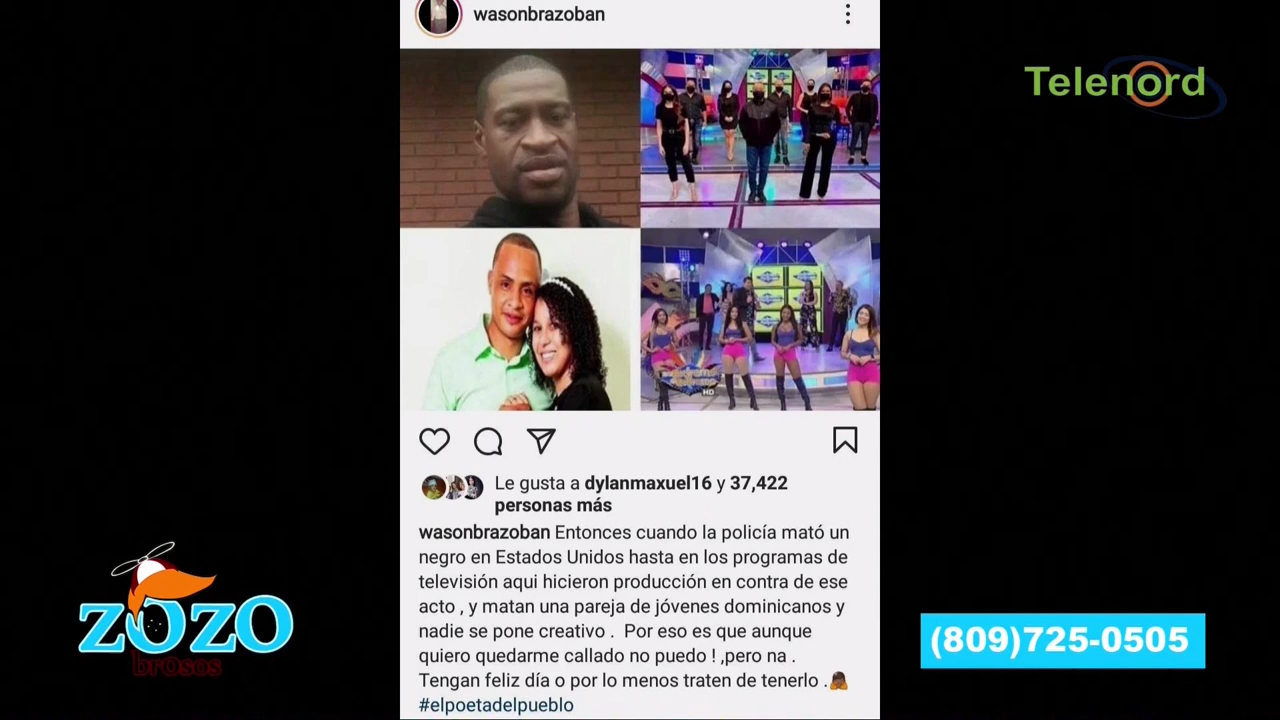 wasonbrazoban
Telenord
HD
Le gusta a dylanmaxuel16 y 37,422
personas más
wasonbrazoban Entonces cuando la policía mató un
negro en Estados Unidos hasta en los programas de
televisión aqui hicieron producción en contra de ese
acto , y matan una pareja de jóvenes dominicanos y
nadie se pone creativo . Por eso es que aunque
quiero quedarme callado no puedo ! ,pero na .
Tengan feliz día o por lo menos traten de tenerlo .
#elpoetadelpueblo
zozo
brosos
(809)725-0505